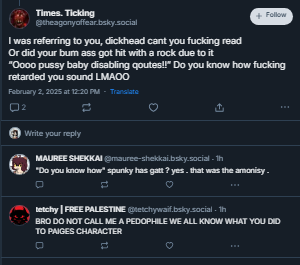 Times. Ticking
@theagonyoffear.bsky.social
+ Follow
I was referring to you, dickhead cant you fucking read
Or did your bum ass got hit with a rock due to it
“Oooo pussy baby disabling qoutes!!” Do you know how fucking
retarded you sound LMAOO
February 2, 2025 at 12:20 PM · Translate
2
Write your reply
MAUREE SHEKKAI @mauree-shekkai.bsky.social · 1h
"Do you know how" spunky has gatt ? yes . that was the amonisy .
tetchy | FREE PALESTINE @tetchywaif.bsky.social · 1h
BRO DO NOT CALL ME A PEDOPHILE WE ALL KNOW WHAT YOU DID
TO PAIGES CHARACTER